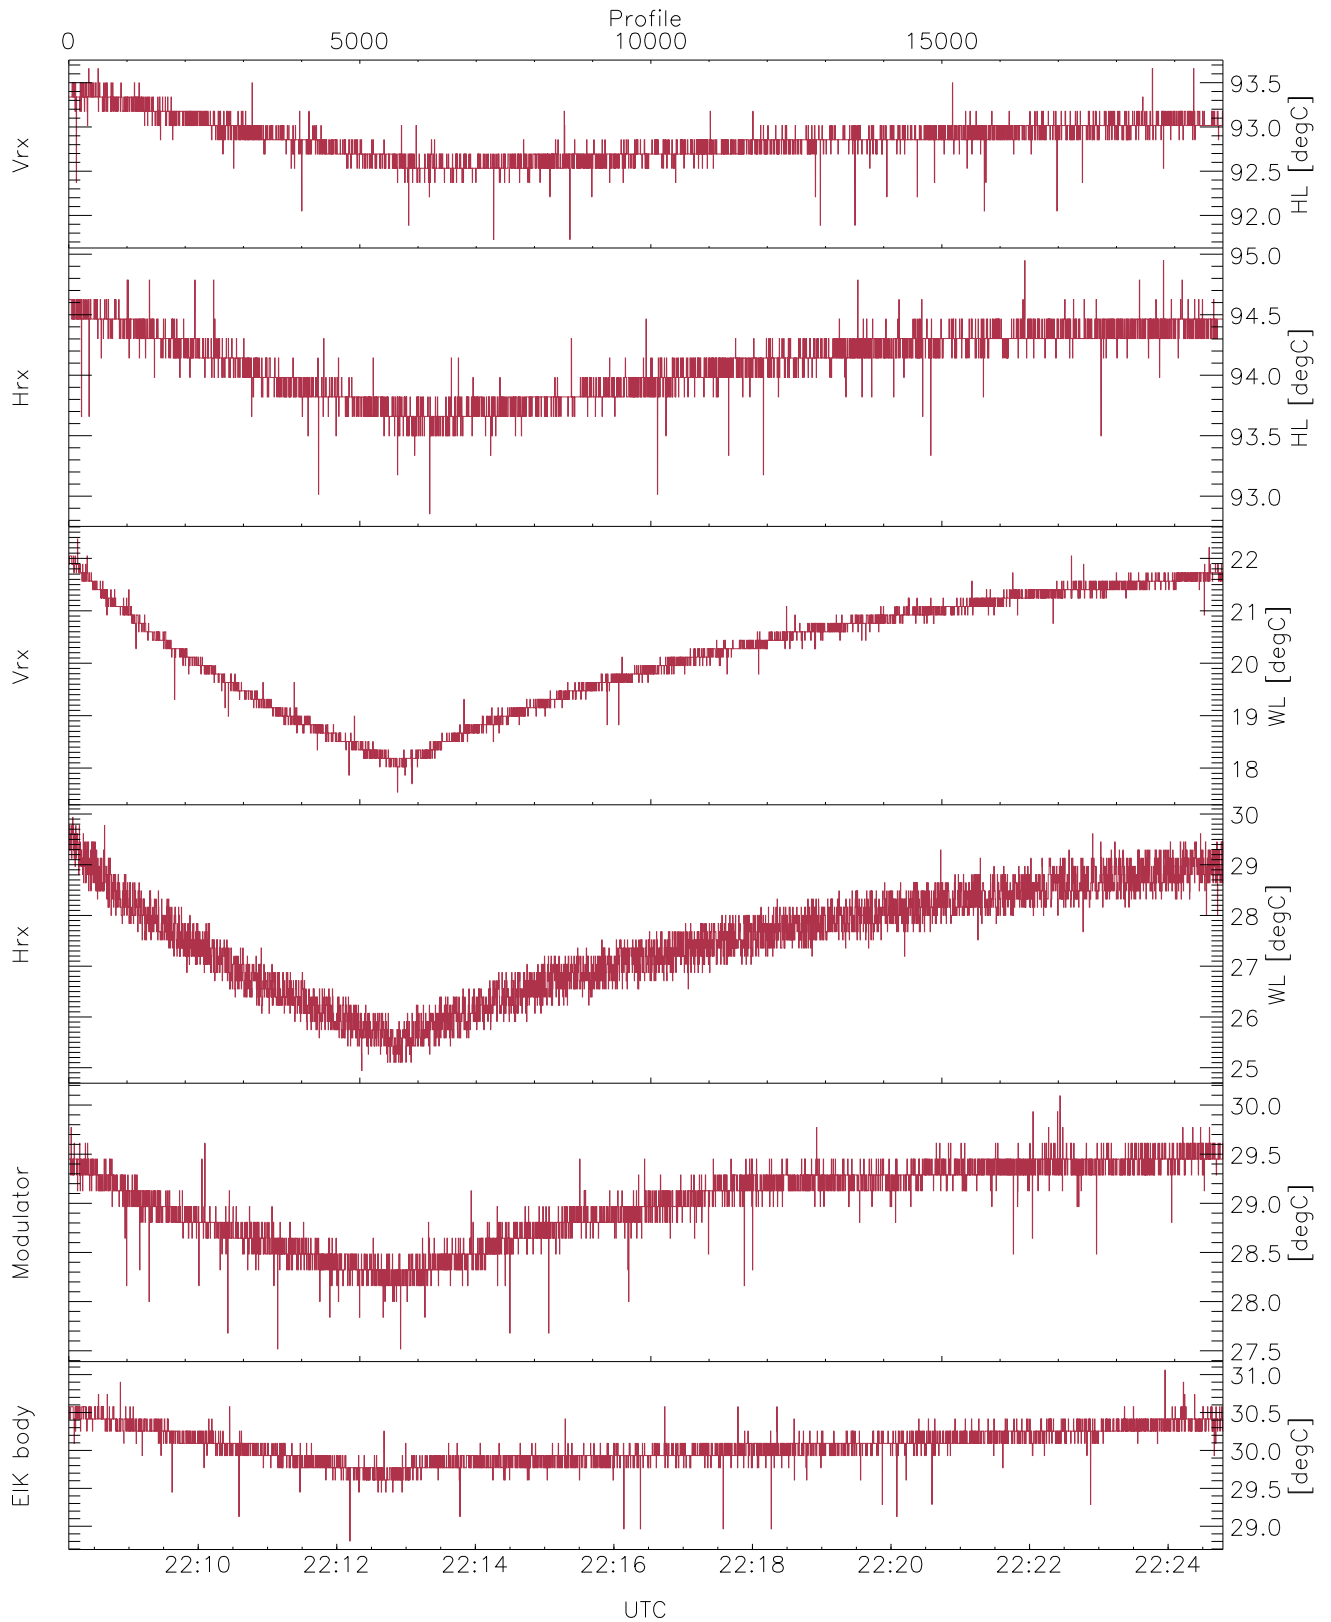 Profile
0 5000 10000 15000
Vrx
93.5
93.0
92.5
92.0
HL [degC]
Hrx
95.0
94.5
94.0
93.5
93.0
HL [degC]
Vrx
22
21
20
19
18
WL [degC]
Hrx
30
29
28
27
26
25
WL [degC]
Modulator
30.0
29.5
29.0
28.5
28.0
27.5
[degC]
EIK body
31.0
30.5
30.0
29.5
29.0
[degC]
22:10 22:12 22:14 22:16 22:18 22:20 22:22 22:24
UTC